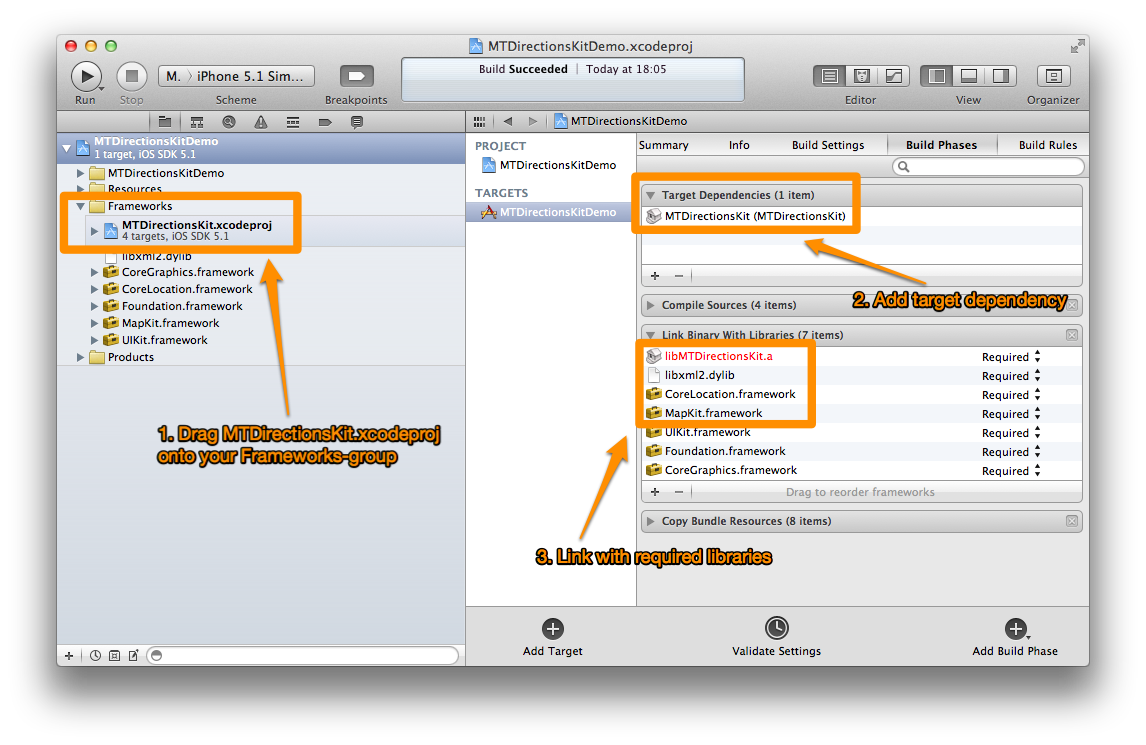 MTDirectionsKitDemo.xcodeproj
Build Succeeded | Today at 18:05
M. 〉 iPhone 5.1 Sim...
Run
Stop
Scheme
Breakpoints
Editor
View
Organizer
MTDirectionsKitDemo
1 target, iOS SDK 5.1
MTDirectionsKitDemo
Resources
Frameworks
MTDirectionsKit.xcodeproj
4 targets, iOS SDK 5.1
libxml2.dylib
CoreGraphics.framework
CoreLocation.framework
Foundation.framework
MapKit.framework
UIKit.framework
Products
1. Drag MTDirectionsKit.xcodeproj
onto your Frameworks-group
MTDirectionsKitDemo
PROJECT
MTDirectionsKitDemo
TARGETS
MTDirectionsKitDemo
Summary
Info
Build Settings
Build Phases
Build Rules
Target Dependencies (1 item)
MTDirectionsKit (MTDirectionsKit)
2. Add target dependency
Compile Sources (4 items)
Link Binary With Libraries (7 items)
libMTDirectionsKit.a Required
libxml2.dylib Required
CoreLocation.framework Required
MapKit.framework Required
UIKit.framework Required
Foundation.framework Required
CoreGraphics.framework Required
Drag to reorder frameworks
Copy Bundle Resources (8 items)
3. Link with required libraries
Add Target
Validate Settings
Add Build Phase